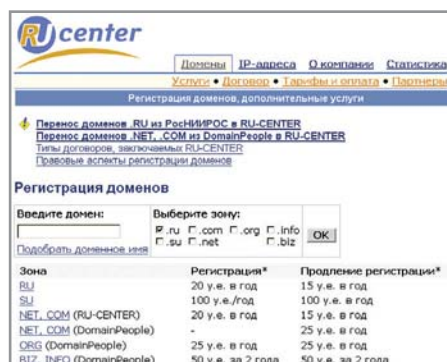 RU center
Домены IP-адреса О компании Статистика
Услуги • Договор • Тарифы и оплата • Партнеры
Регистрация доменов, дополнительные услуги
Перенос доменов .RU из РосНИИРОС в RU-CENTER
Перенос доменов .NET, .COM из DomainPeople в RU-CENTER
Типы договоров, заключаемых RU-CENTER
Правовые аспекты регистрации доменов
Регистрация доменов
Введите домен: Выберите зону:
.ru .com .org .info
.su .net .biz
OK
Подобрать доменное имя
Зона Регистрация* Продление регистрации*
RU 20 у.е. в год 15 у.е. в год
SU 100 у.е./год 100 у.е. в год
NET, COM (RU-CENTER) 20 у.е. в год 15 у.е. в год
NET, COM (DomainPeople) - 25 у.е. в год
ORG (DomainPeople) 25 у.е. в год 25 у.е. в год
BIZ, INFO (DomainPeople) 50 у.е. за 2 года 50 у.е. за 2 года